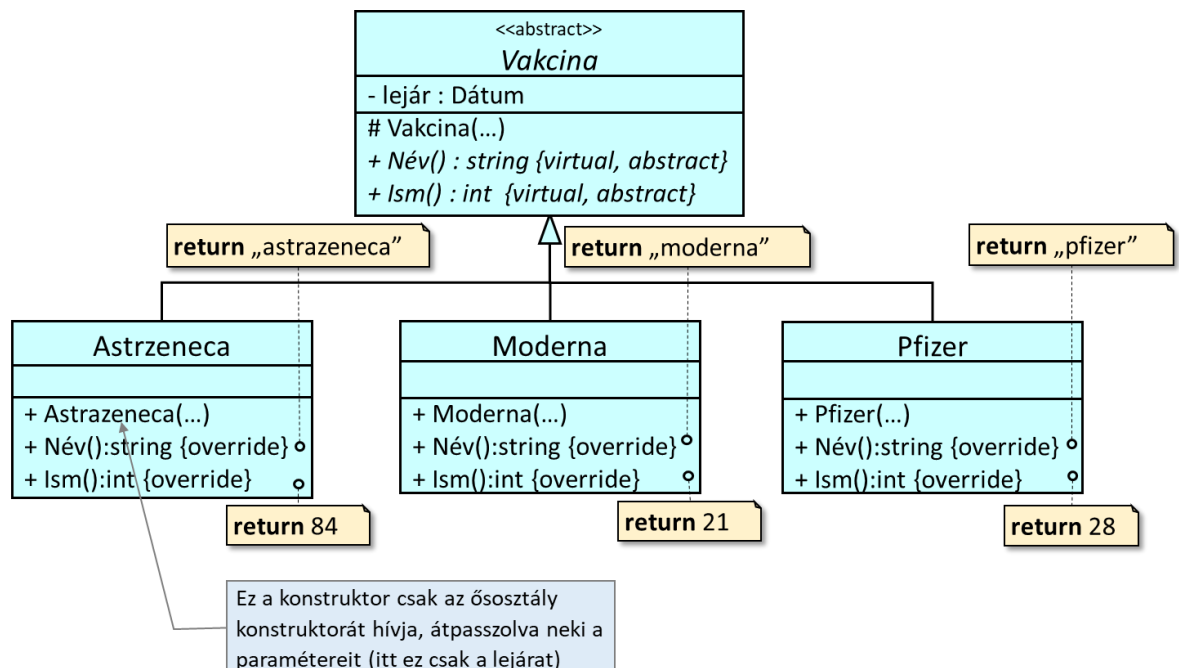 <<abstract>>
Vakcina
- lejár : Dátum
# Vakcina(…)
+ Név() : string {virtual, abstract}
+ Ism() : int {virtual, abstract}
return „astrazeneca”
return „moderna”
return „pfizer”
Astrzeneca
+ Astrazeneca(…)
+ Név():string {override}
+ Ism():int {override}
return 84
Moderna
+ Moderna(…)
+ Név():string {override}
+ Ism():int {override}
return 21
Pfizer
+ Pfizer(…)
+ Név():string {override}
+ Ism():int {override}
return 28
Ez a konstruktor csak az ősosztály
konstruktorát hívja, átpasszolva neki a
paramétereit (itt ez csak a lejárat)